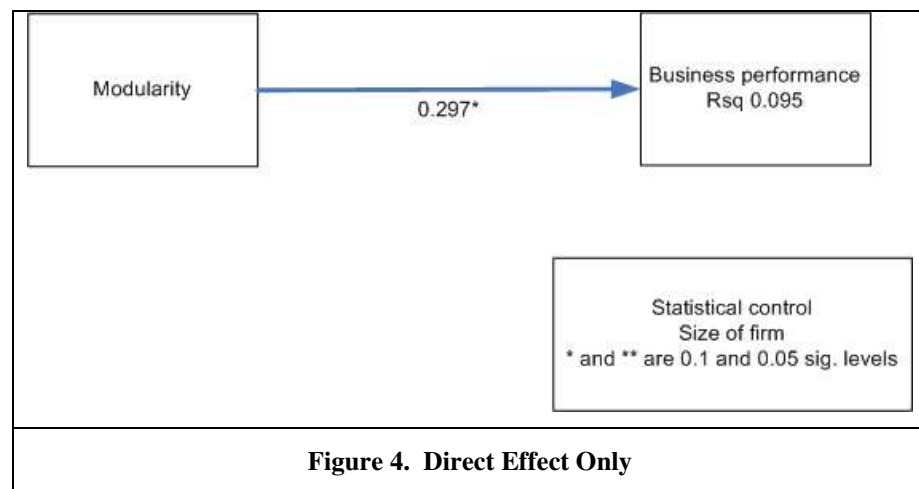 Modularity
0.297*
Business performance
Rsq 0.095
Statistical control
Size of firm
* and ** are 0.1 and 0.05 sig. levels
Figure 4. Direct Effect Only